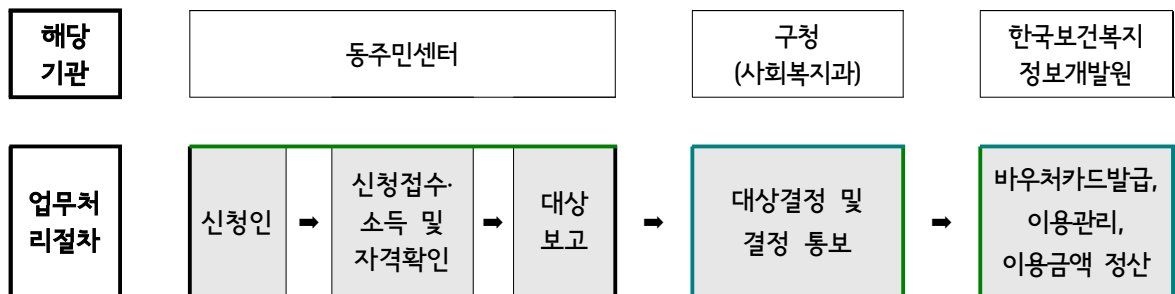 해당
기관
동주민센터
구청
(사회복지과)
한국보건복지
정보개발원
업무처
리절차
신청인
➡
신청접수·
소득 및
자격확인
➡
대상
보고
➡
대상결정 및
결정 통보
➡
바우처카드발급,
이용관리,
이용금액 정산